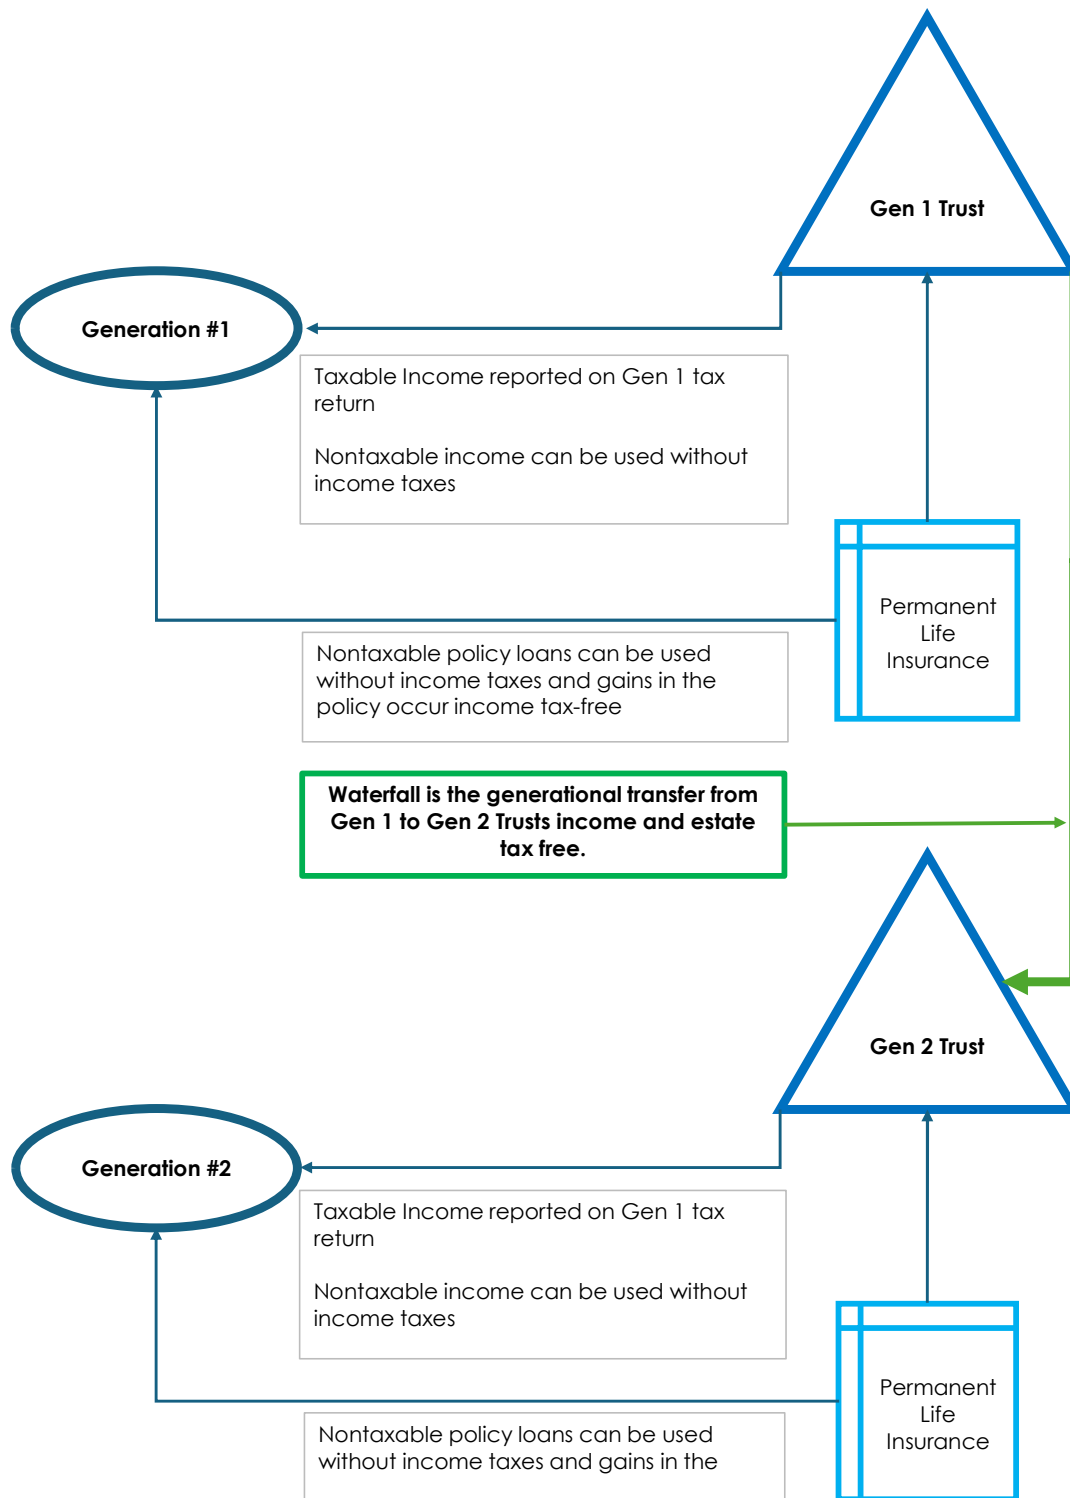 Gen 1 Trust
Generation #1
Taxable Income reported on Gen 1 tax
return
Nontaxable income can be used without
income taxes
Permanent
Life
Insurance
Nontaxable policy loans can be used
without income taxes and gains in the
policy occur income tax-free
Waterfall is the generational transfer from
Gen 1 to Gen 2 Trusts income and estate
tax free.
Gen 2 Trust
Generation #2
Taxable Income reported on Gen 1 tax
return
Nontaxable income can be used without
income taxes
Permanent
Life
Insurance
Nontaxable policy loans can be used
without income taxes and gains in the